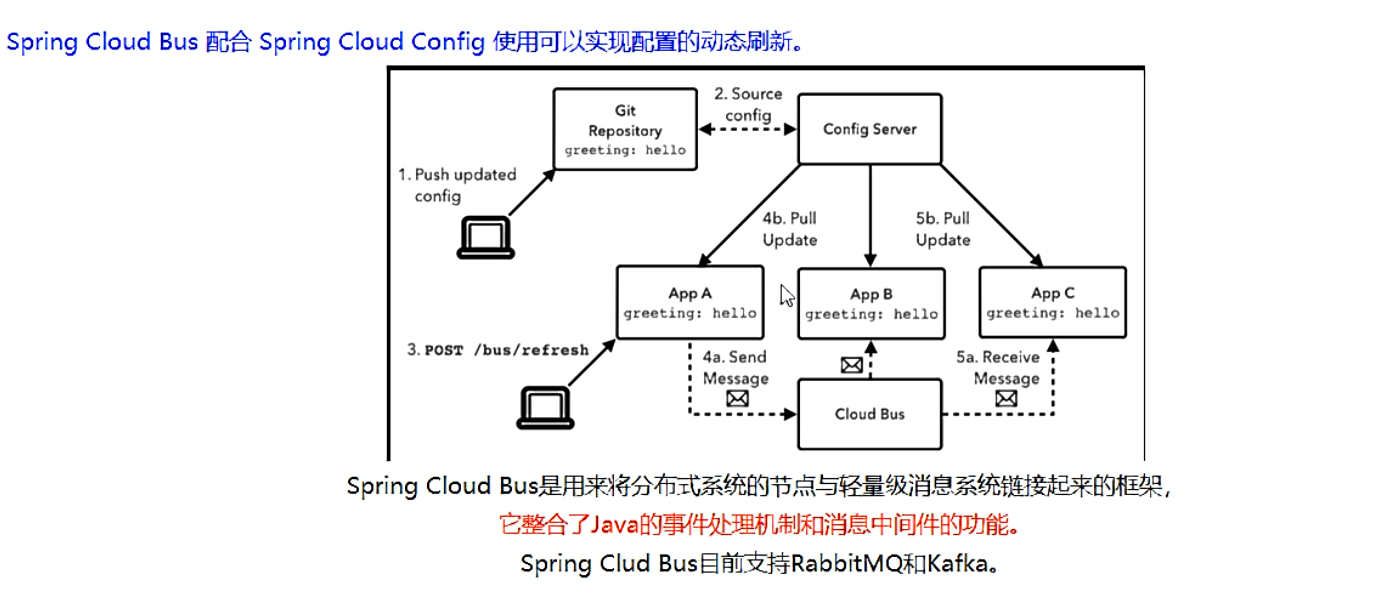 Spring Cloud Bus 配合 Spring Cloud Config 使用可以实现配置的动态刷新。
Git
Repository
greeting: hello
2. Source
config
Config Server
1. Push updated
config
4b. Pull
Update
5b. Pull
Update
App A
greeting: hello
App B
greeting: hello
App C
greeting: hello
3. POST /bus/refresh
4a. Send
Message
5a. Receive
Message
Cloud Bus
Spring Cloud Bus是用来将分布式系统的节点与轻量级消息系统链接起来的框架，
它整合了Java的事件处理机制和消息中间件的功能。
Spring Clud Bus目前支持RabbitMQ和Kafka。